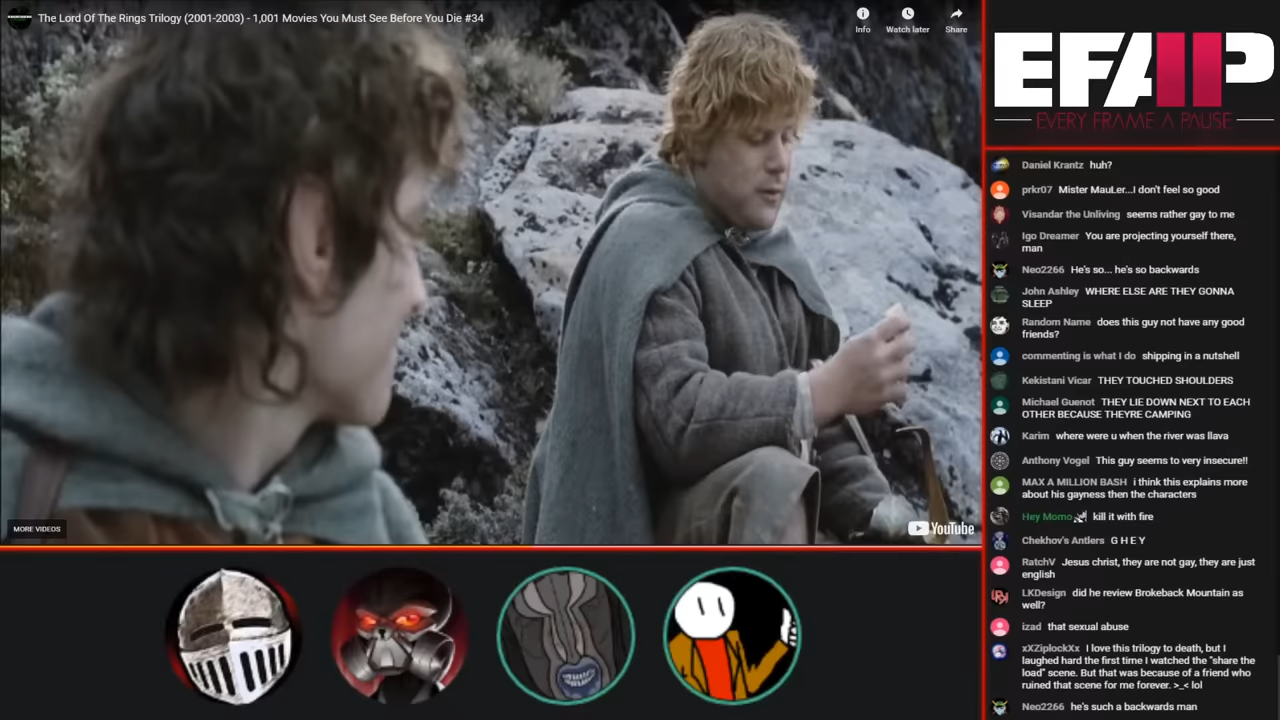 The Lord Of The Rings Trilogy (2001-2003) - 1,001 Movies You Must See Before You Die #34
Info
Watch later
Share
MORE VIDEOS
YouTube
EFAP
EVERY FRAME A PAUSE
Daniel Krantz huh?
prkr07 Mister MauLer...I don't feel so good
Visandar the Unliving seems rather gay to me
Igo Dreamer You are projecting yourself there,
man
Neo2266 He's so... he's so backwards
John Ashley WHERE ELSE ARE THEY GONNA
SLEEP
Random Name does this guy not have any good
friends?
commenting is what I do shipping in a nutshell
Kekistani Vicar THEY TOUCHED SHOULDERS
Michael Guenot THEY LIE DOWN NEXT TO EACH
OTHER BECAUSE THEYRE CAMPING
Karim where were u when the river was llava
Anthony Vogel This guy seems to very insecure!!
MAX A MILLION BASH i think this explains more
about his gayness then the characters
Hey Momo kill it with fire
Chekhov's Antlers G H E Y
RatchV Jesus christ, they are not gay, they are just
english
LKDesign did he review Brokeback Mountain as
well?
izad that sexual abuse
xXZiplockXx I love this trilogy to death, but I
laughed hard the first time I watched the "share the
load" scene. But that was because of a friend who
ruined that scene for me forever. >_< lol
Neo2266 he's such a backwards man